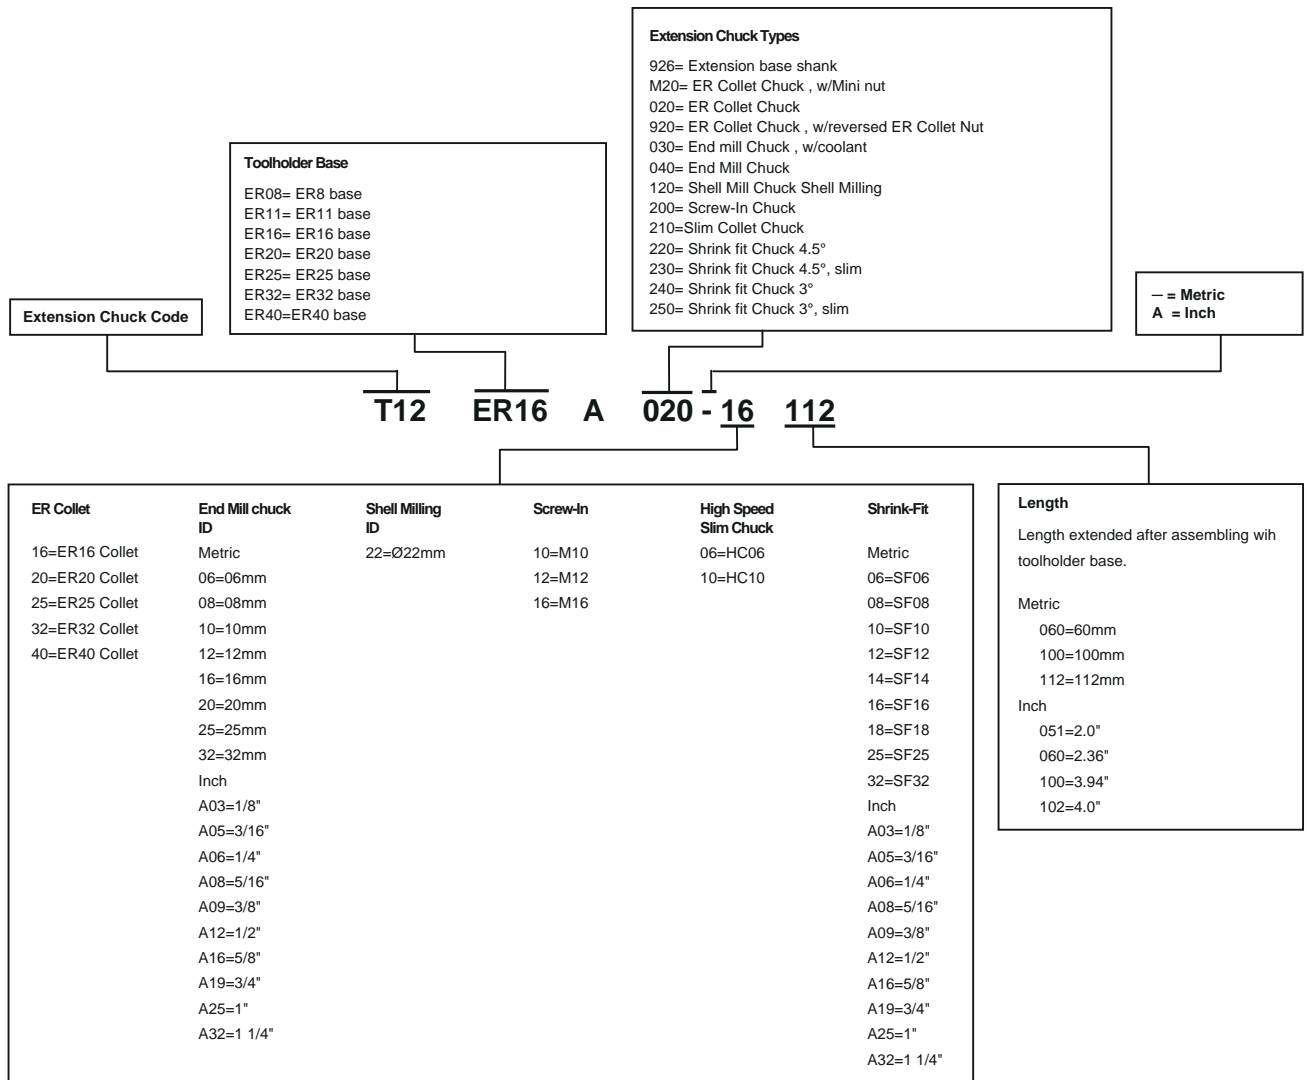 Extension Chuck Types
926= Extension base shank
M20= ER Collet Chuck , w/Mini nut
020= ER Collet Chuck
920= ER Collet Chuck , w/reversed ER Collet Nut
030= End mill Chuck , w/coolant
040= End Mill Chuck
120= Shell Mill Chuck Shell Milling
200= Screw-In Chuck
210=Slim Collet Chuck
220= Shrink fit Chuck 4.5°
230= Shrink fit Chuck 4.5°, slim
240= Shrink fit Chuck 3°
250= Shrink fit Chuck 3°, slim
Toolholder Base
ER08= ER8 base
ER11= ER11 base
ER16= ER16 base
ER20= ER20 base
ER25= ER25 base
ER32= ER32 base
ER40=ER40 base
Extension Chuck Code
─ = Metric
A = Inch
T12 ER16 A 020 - 16 112
ER Collet
16=ER16 Collet
20=ER20 Collet
25=ER25 Collet
32=ER32 Collet
40=ER40 Collet
End Mill chuck
ID
Metric
06=06mm
08=08mm
10=10mm
12=12mm
16=16mm
20=20mm
25=25mm
32=32mm
Inch
A03=1/8"
A05=3/16"
A06=1/4"
A08=5/16"
A09=3/8"
A12=1/2"
A16=5/8"
A19=3/4"
A25=1"
A32=1 1/4"
Shell Milling
ID
22=Ø22mm
Screw-In
10=M10
12=M12
16=M16
High Speed
Slim Chuck
06=HC06
10=HC10
Shrink-Fit
Metric
06=SF06
08=SF08
10=SF10
12=SF12
14=SF14
16=SF16
18=SF18
25=SF25
32=SF32
Inch
A03=1/8"
A05=3/16"
A06=1/4"
A08=5/16"
A09=3/8"
A12=1/2"
A16=5/8"
A19=3/4"
A25=1"
A32=1 1/4"
Length
Length extended after assembling wih
toolholder base.
Metric
060=60mm
100=100mm
112=112mm
Inch
051=2.0"
060=2.36"
100=3.94"
102=4.0"